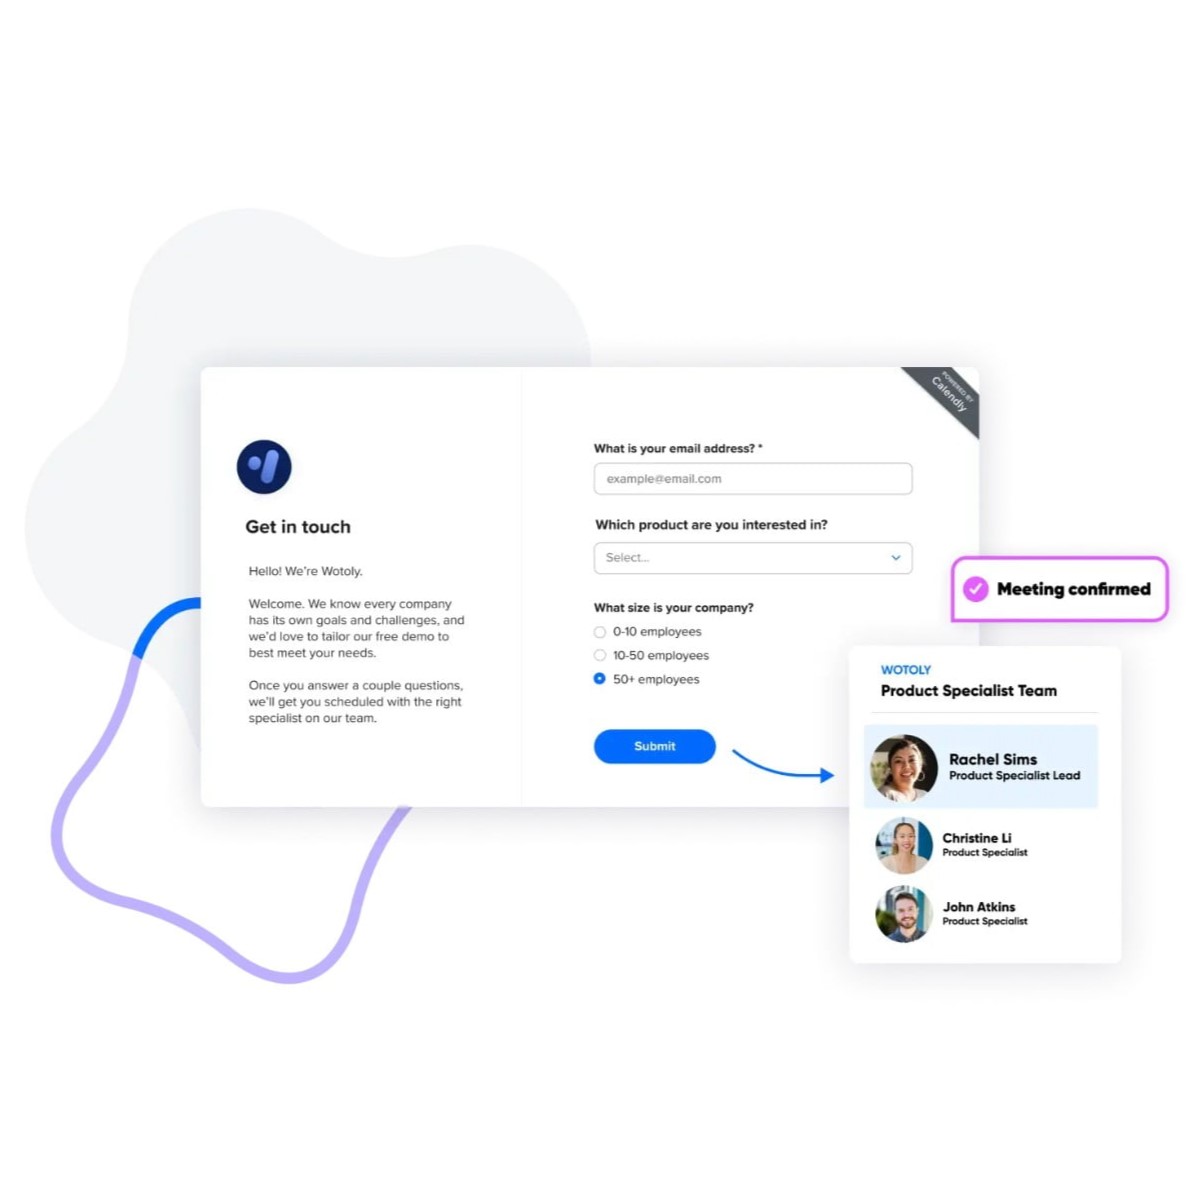 POWERED BY
Calendly
Get in touch
Hello! We're Wotoly.
Welcome. We know every company
has its own goals and challenges, and
we'd love to tailor our free demo to
best meet your needs.
Once you answer a couple questions,
we'll get you scheduled with the right
specialist on our team.
What is your email address? *
example@email.com
Which product are you interested in?
Select...
What size is your company?
0-10 employees
10-50 employees
50+ employees
Submit
Meeting confirmed
WOTOLY
Product Specialist Team
Rachel Sims
Product Specialist Lead
Christine Li
Product Specialist
John Atkins
Product Specialist